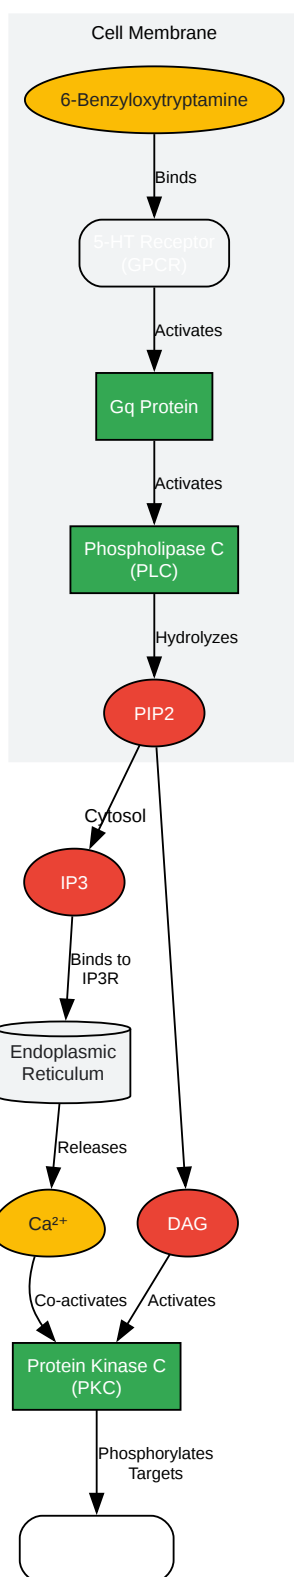 Cell Membrane
6-Benzyloxytryptamine
Binds
5-HT Receptor
(GPCR)
Activates
Gq Protein
Activates
Phospholipase C
(PLC)
Hydrolyzes
PIP2
Cytosol
IP3
Binds to
IP3R
Endoplasmic
Reticulum
Releases
Ca²⁺
DAG
Co-activates
Activates
Protein Kinase C
(PKC)
Phosphorylates
Targets